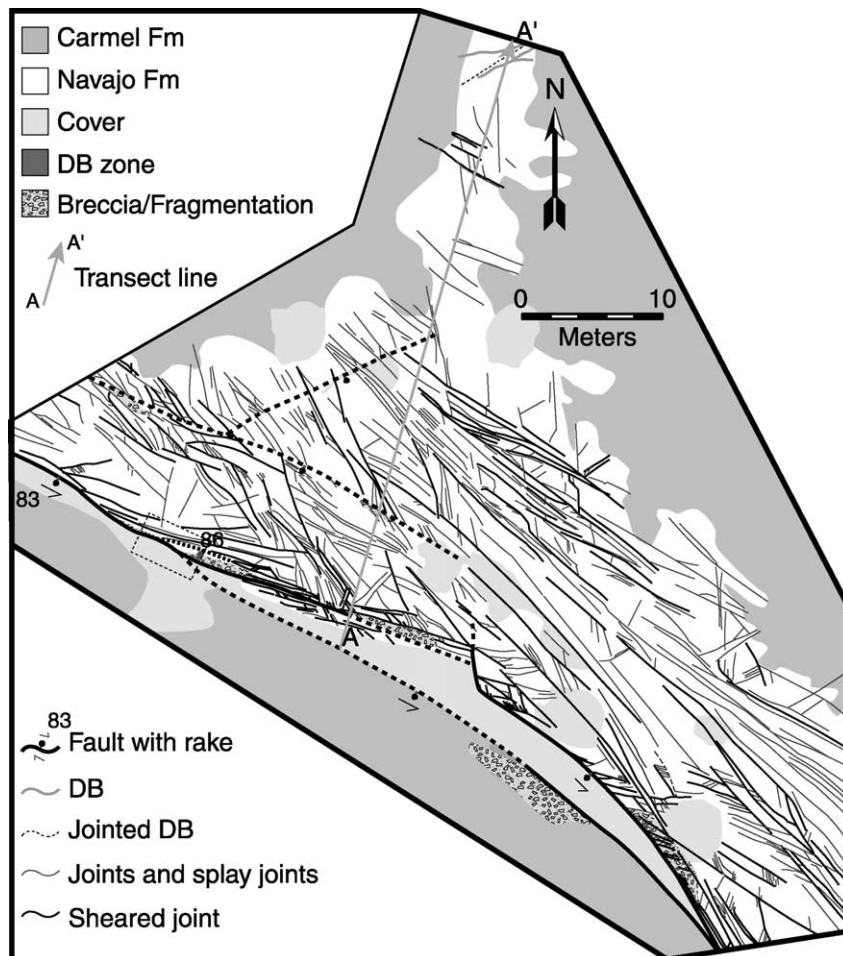 Carmel Fm
Navajo Fm
Cover
DB zone
Breccia/Fragmentation
A'
A
Transect line
A'
N
0 10
Meters
83
86
A
83
Fault with rake
DB
Jointed DB
Joints and splay joints
Sheared joint